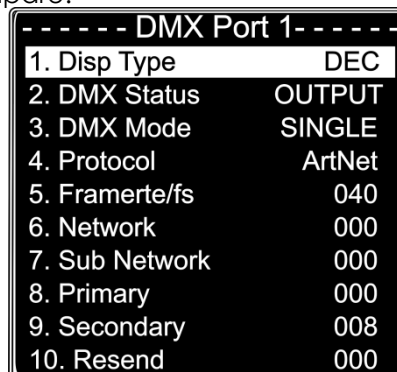 - - - - - - DMX Port 1- - - - - -
1. Disp Type DEC
2. DMX Status OUTPUT
3. DMX Mode SINGLE
4. Protocol ArtNet
5. Framerte/fs 040
6. Network 000
7. Sub Network 000
8. Primary 000
9. Secondary 008
10. Resend 000